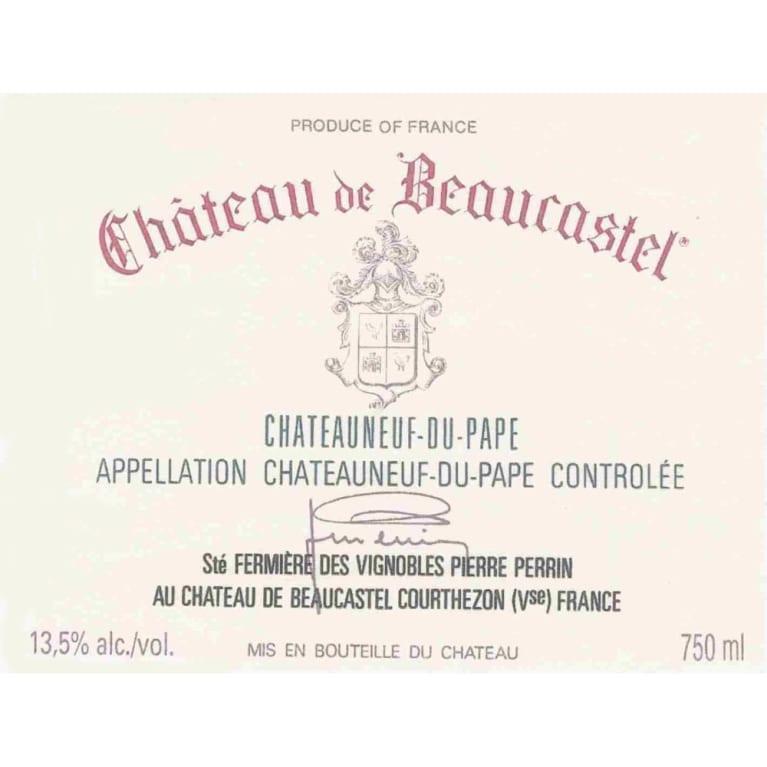 PRODUCE OF FRANCE
Château de Beaucastel
CHATEAUNEUF-DU-PAPE
APPELLATION CHATEAUNEUF-DU-PAPE CONTROLÉE
Sté FERMIÈRE DES VIGNOBLES PIERRE PERRIN
AU CHATEAU DE BEAUCASTEL COURTHEZON (Vse) FRANCE
13,5% alc./vol.
MIS EN BOUTEILLE DU CHATEAU
750 ml